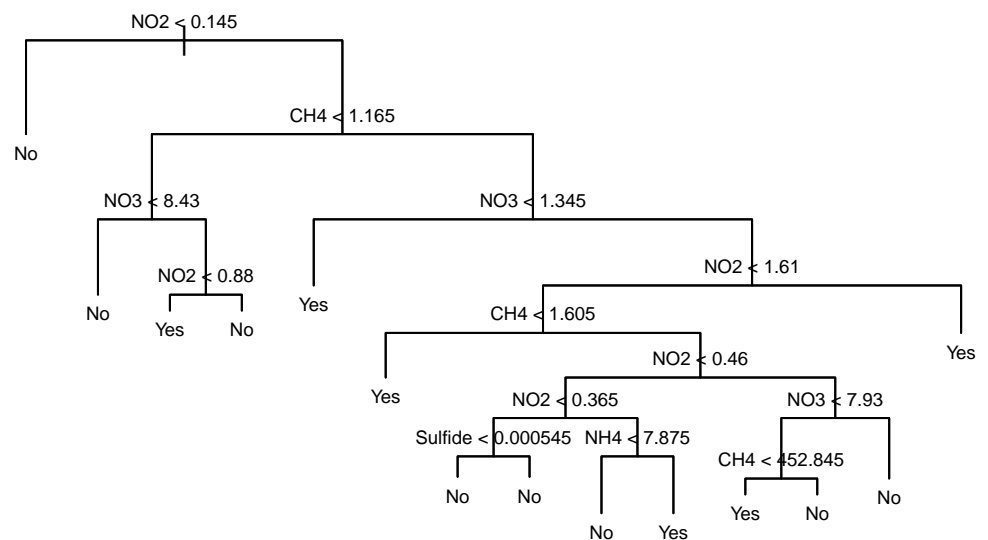 NO2 < 0.145
CH4 < 1.165
No
NO3 < 8.43
NO3 < 1.345
NO2 < 0.88
NO2 < 1.61
No
Yes
No
Yes
CH4 < 1.605
Yes
NO2 < 0.46
Yes
NO2 < 0.365
NO3 < 7.93
Sulfide < 0.000545
NH4 < 7.875
CH4 < 452.845
No
No
No
Yes
Yes
No
No